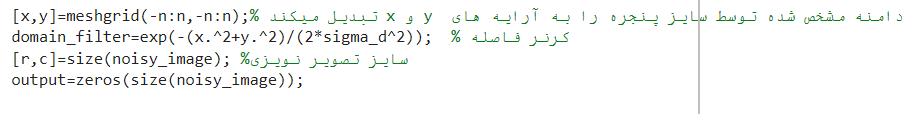 [x,y]=meshgrid(-n:n,-n:n);% دامنه مشخص شده توسط سایز پنجره را به آرایه های x و y تبدیل میکند
domain_filter=exp(-(x.^2+y.^2)/(2*sigma_d^2)); % کرنر فاصله
[r,c]=size(noisy_image); %سایز تصویر نویزی
output=zeros(size(noisy_image));